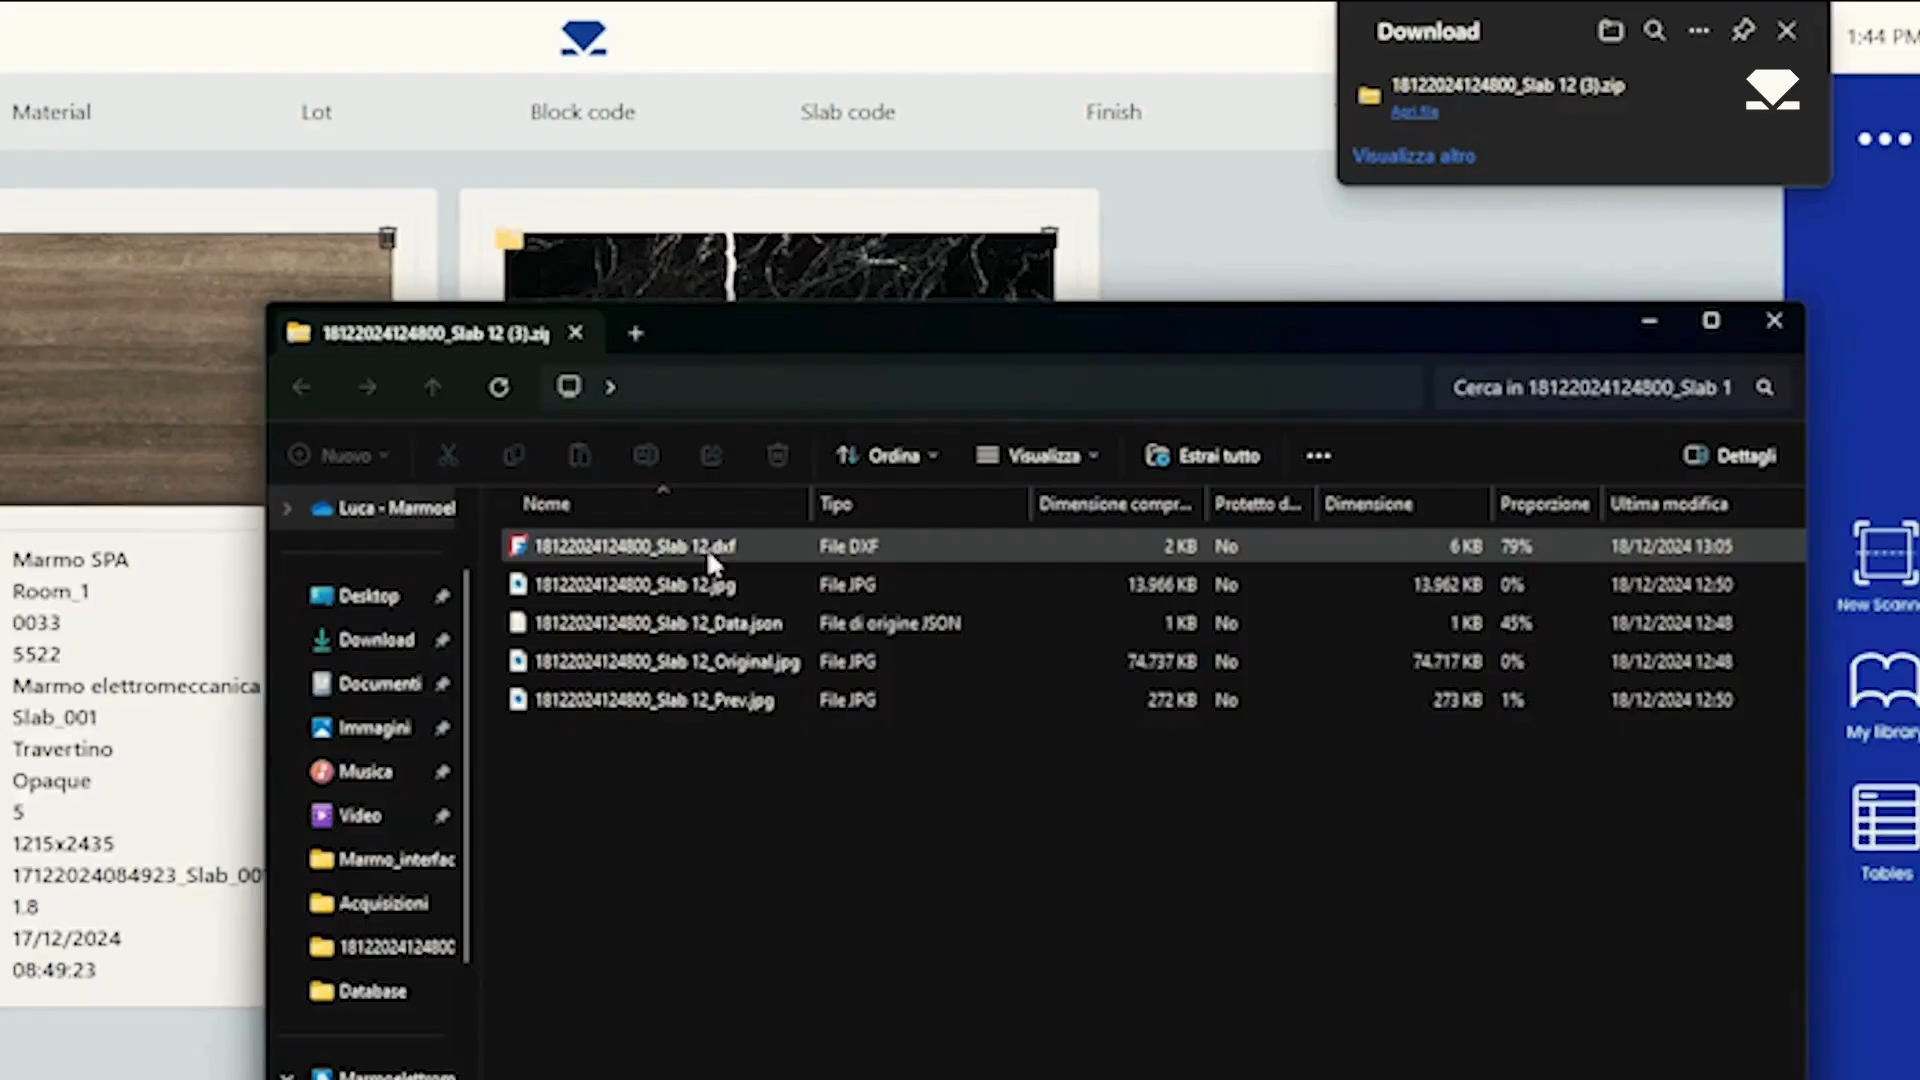 Download
1:44 PM
18122024124800_Slab 12 (3).zip
Apri file
Visualizza altro
Material Lot Block code Slab code Finish
18122024124800_Slab 12 (3).zip
Cerca in 18122024124800_Slab 1
Nuovo Ordina Visualizza Estrai tutto Dettagli
Luca - Marmoel
Nome Tipo Dimensione compr... Protetto d... Dimensione Proporzione Ultima modifica
18122024124800_Slab 12.dxf File DXF 2 KB No 6 KB 79% 18/12/2024 13:05
18122024124800_Slab 12.jpg File JPG 13.966 KB No 13.962 KB 0% 18/12/2024 12:50
18122024124800_Slab 12_Data.json File di origine JSON 1 KB No 1 KB 45% 18/12/2024 12:48
18122024124800_Slab 12_Original.jpg File JPG 74.737 KB No 74.717 KB 0% 18/12/2024 12:48
18122024124800_Slab 12_Prev.jpg File JPG 272 KB No 273 KB 1% 18/12/2024 12:50
Desktop
Download
Documenti
Immagini
Musica
Video
Marmo_interfac
Acquisizioni
18122024124800
Database
Marmoelettrom
Marmo SPA
Room_1
0033
5522
Marmo elettromeccanica
Slab_001
Travertino
Opaque
5
1215x2435
17122024084923_Slab_00
1.8
17/12/2024
08:49:23
New Scann
My library
Tables